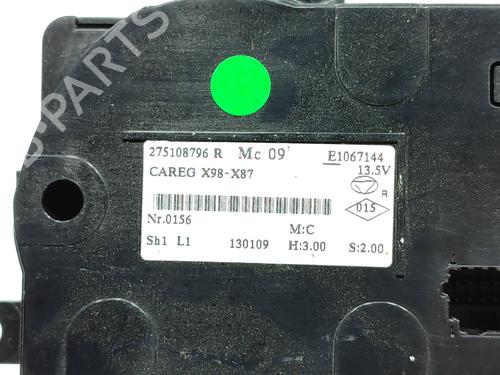 B-PARTS
275108796 R Mc 09' E1067144
CAREG X98-X87 13.5V
R
015
Nr.0156 M:C
Sh1 L1 130109 H:3.00 S:2.00